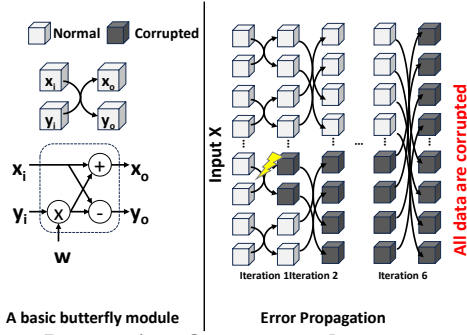 Normal Corrupted
xi xo
yi yo
xi + xo
yi X - yo
w
A basic butterfly module
Input X
...
Iteration 1 Iteration 2 Iteration 6
All data are corrupted
Error Propagation